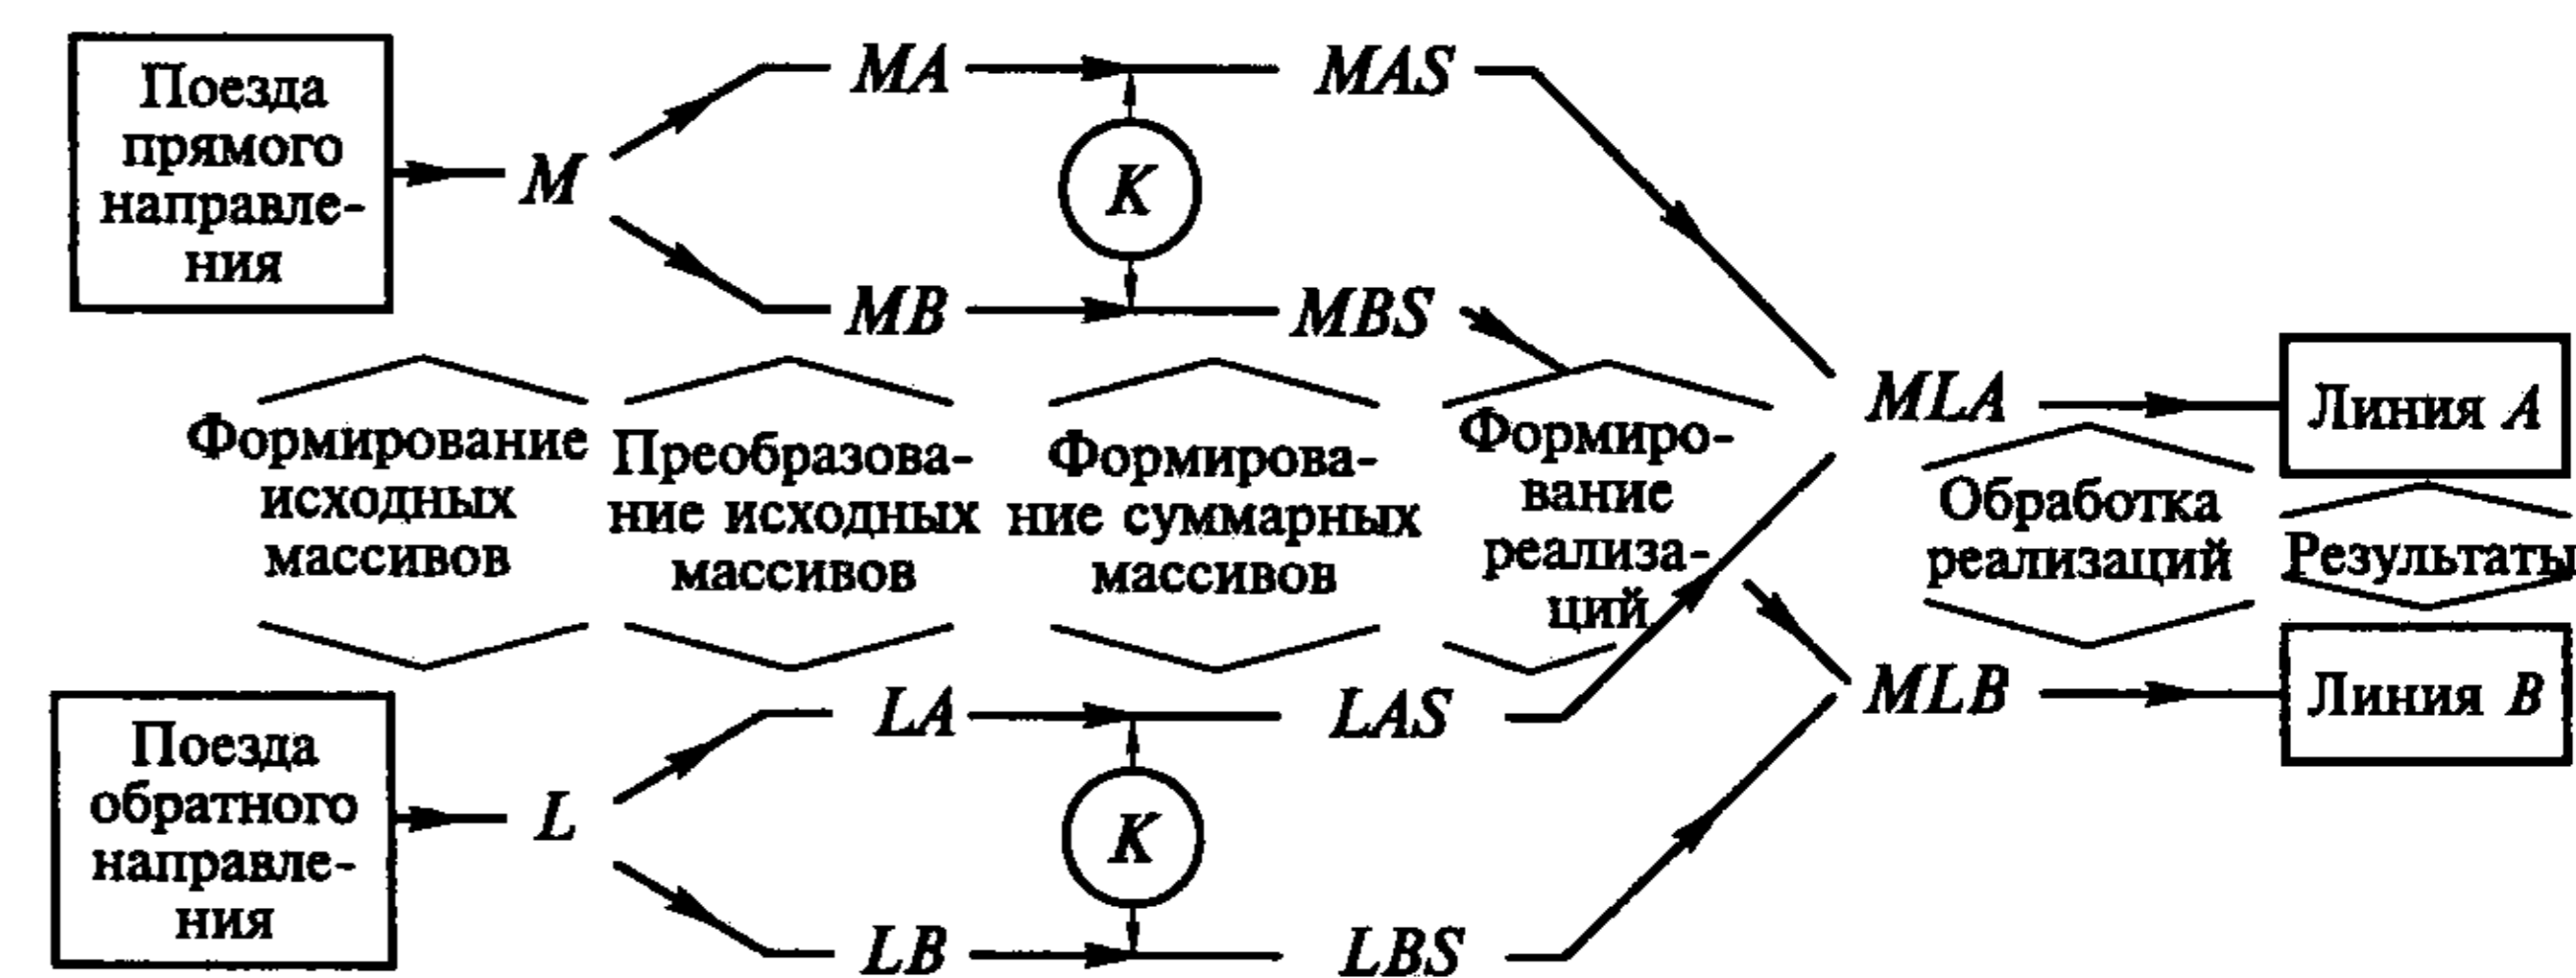 Поезда
прямого
направле-
ния
M
MA
K
MAS
MB
MBS
Формирование
исходных
массивов
Преобразова-
ние исходных
массивов
Формирова-
ние суммарных
массивов
Формиро-
вание
реализа-
ций
MLA
Линия A
Обработка
реализаций
Результаты
MLB
Линия B
Поезда
обратного
направле-
ния
L
LA
K
LAS
LB
LBS